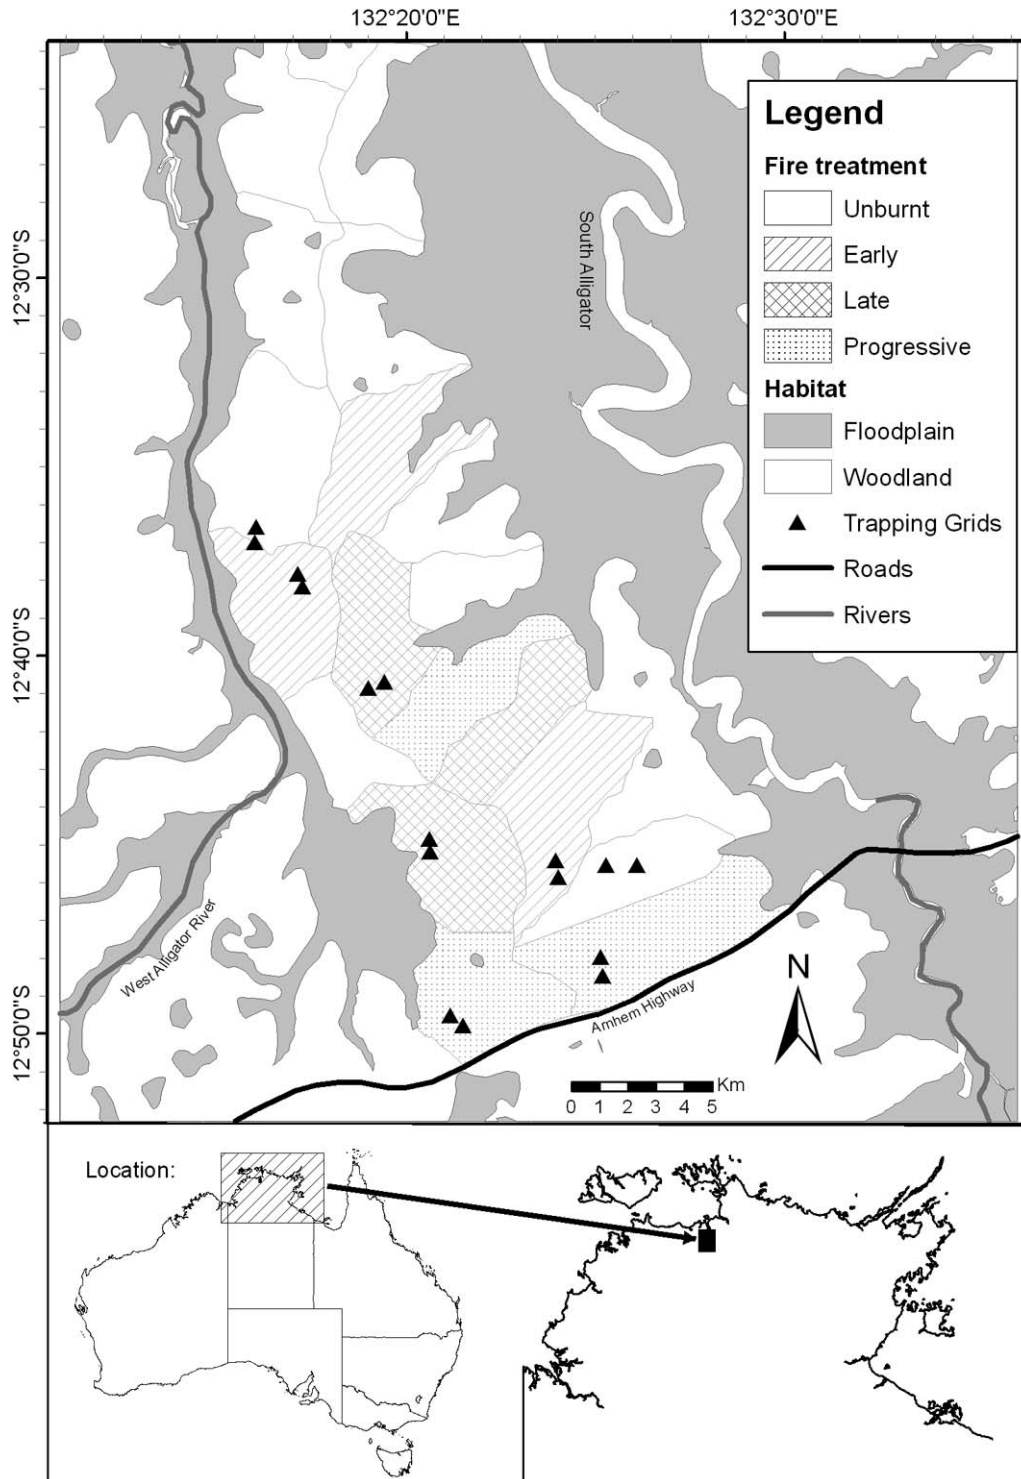 132°20'0"E
132°30'0"E
Legend
Fire treatment
Unburnt
Early
Late
Progressive
Habitat
Floodplain
Woodland
Trapping Grids
Roads
Rivers
12°30'0"S
12°40'0"S
12°50'0"S
South Alligator
West Alligator River
Arnhem Highway
N
Km
0 1 2 3 4 5
Location: